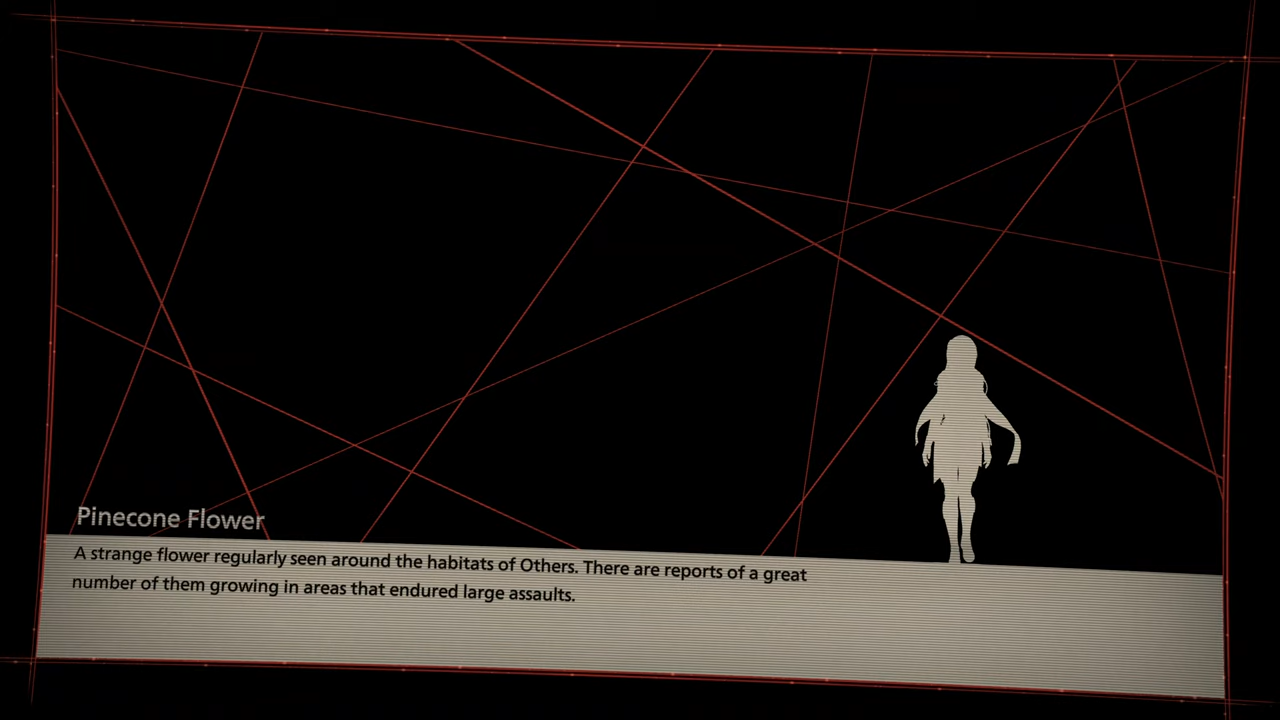 Pinecone Flower
A strange flower regularly seen around the habitats of Others. There are reports of a great
number of them growing in areas that endured large assaults.